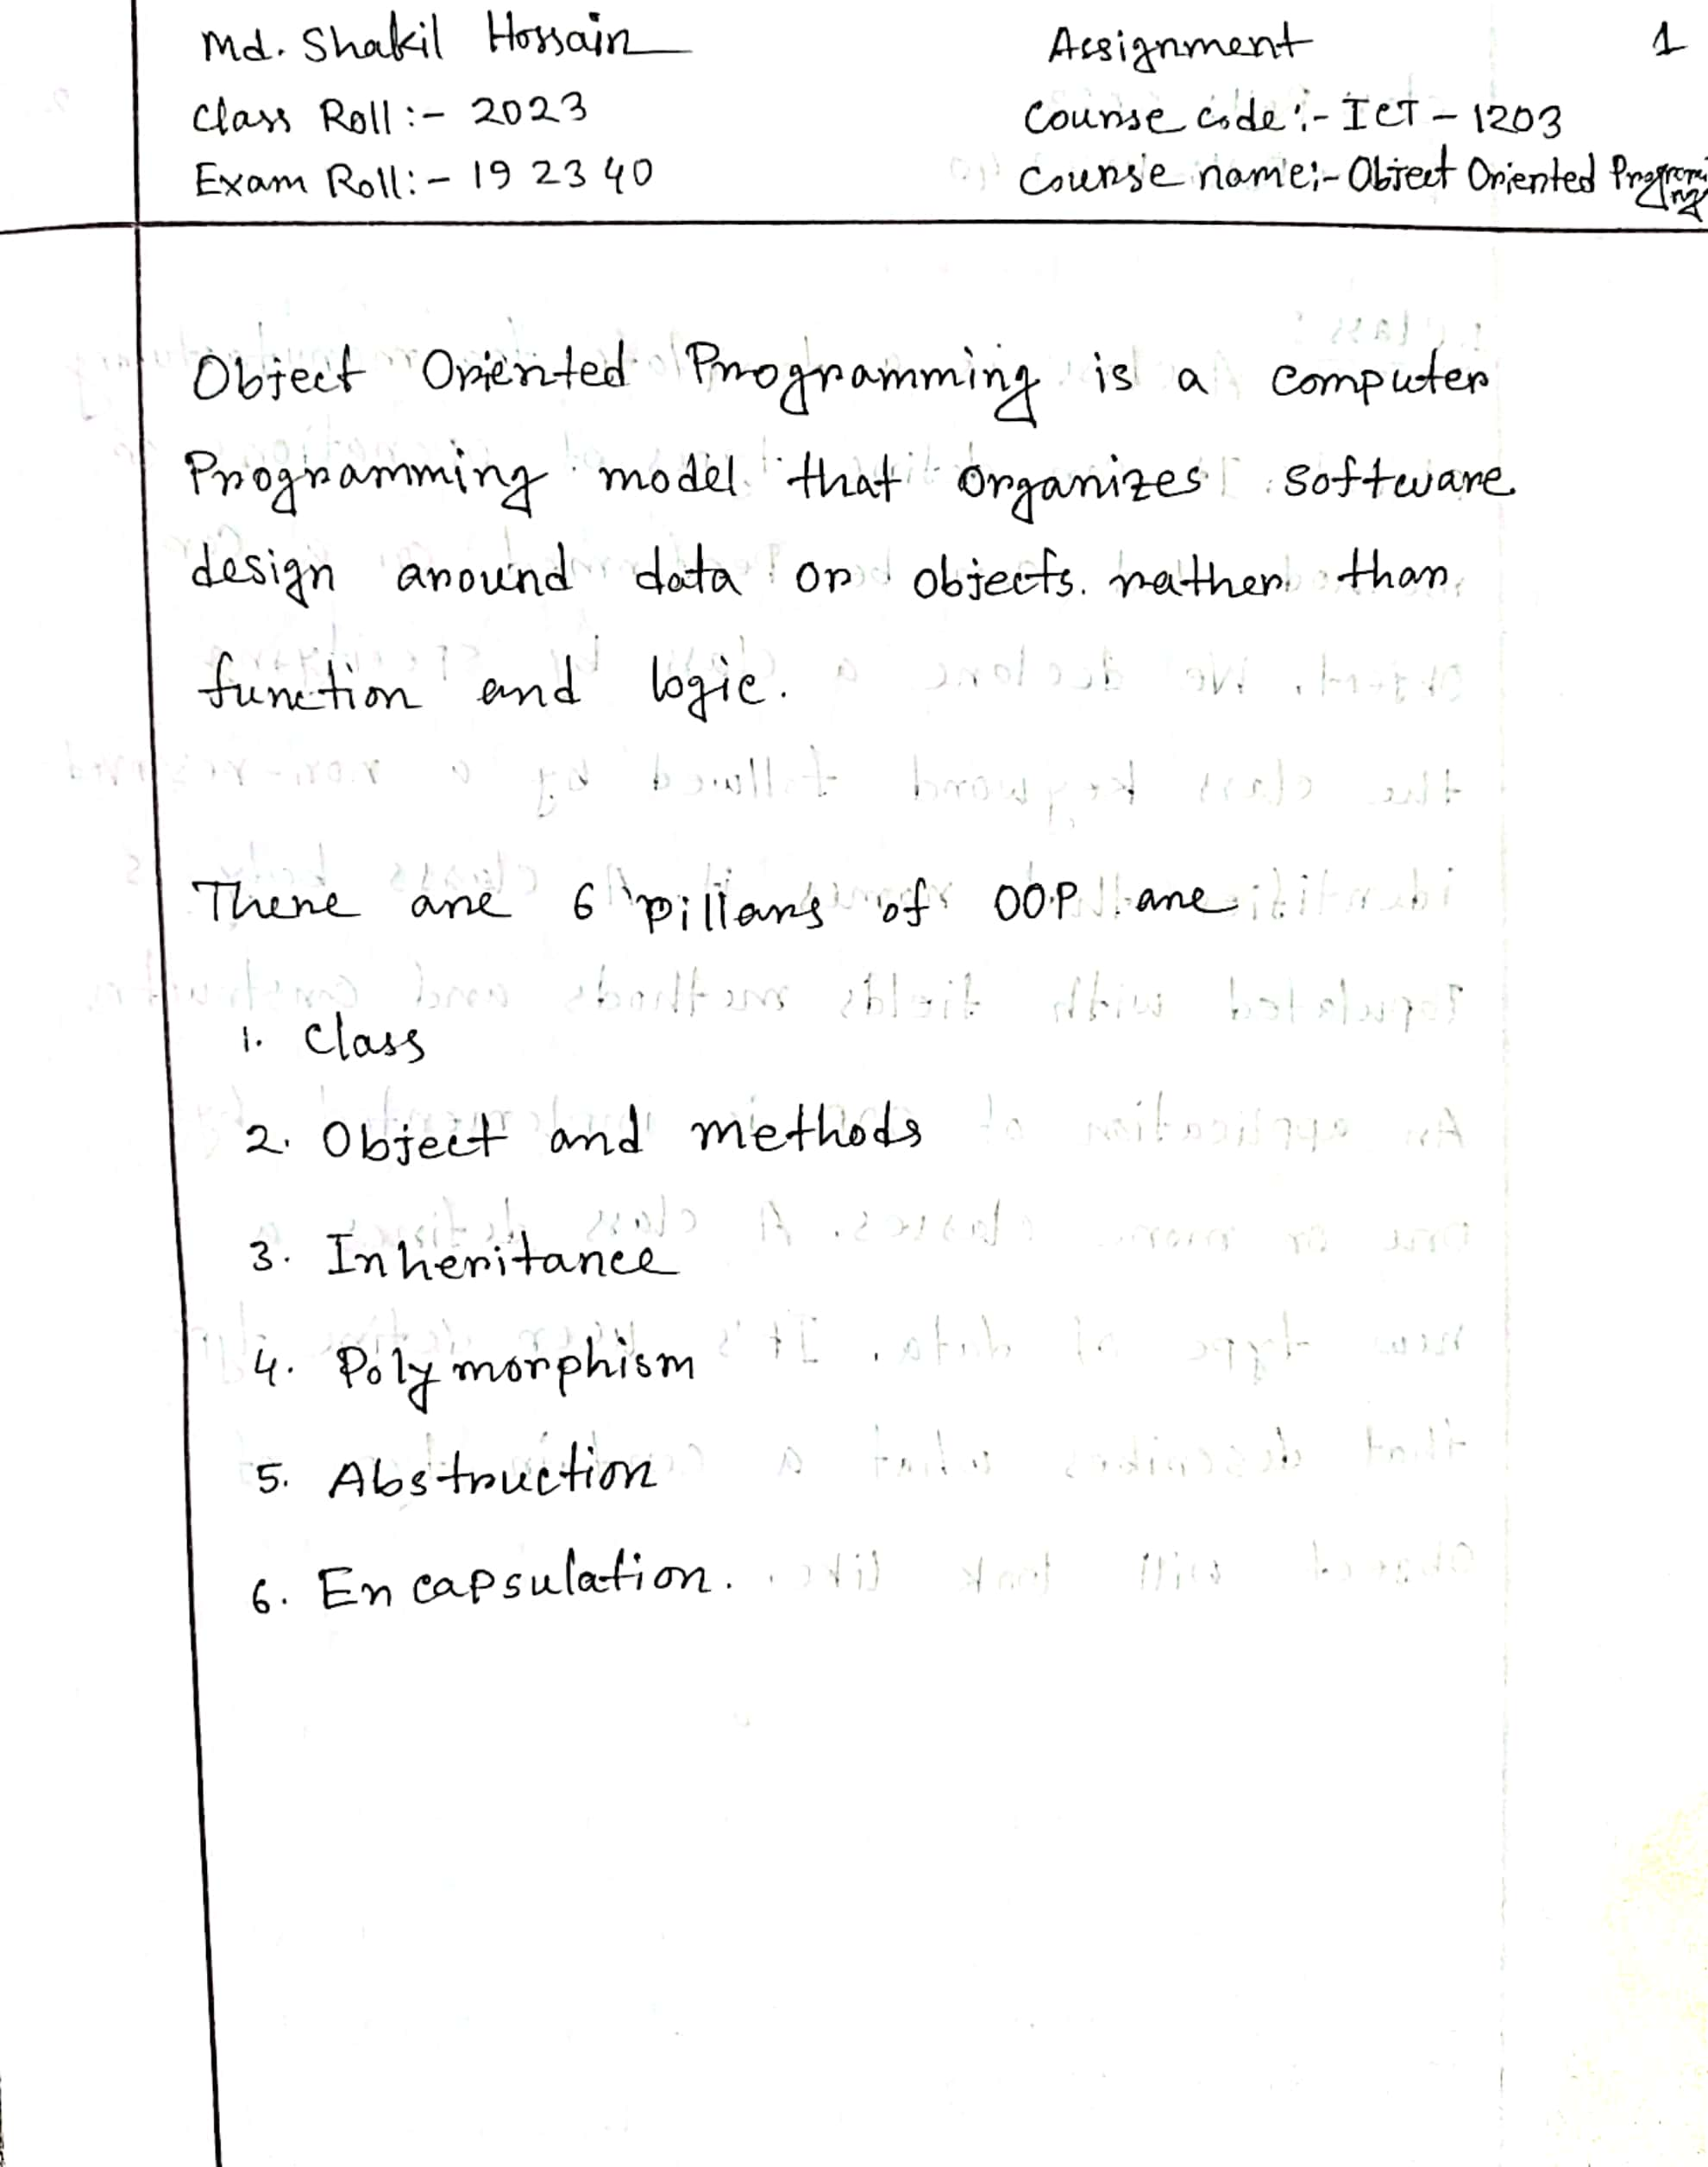 Md. Shakil Hossain
Class Roll :- 2023
Exam Roll :- 192340
Assignment
1
Course code :- ICT - 1203
Course name :- Object Oriented Programming
Object Oriented Programming is a computer
Programming model that organizes software
design around data or objects. rather than
function and logic.
There are 6 pillars of OOP are
1. Class
2. Object and methods
3. Inheritance
4. Polymorphism
5. Abstruction
6. Encapsulation.